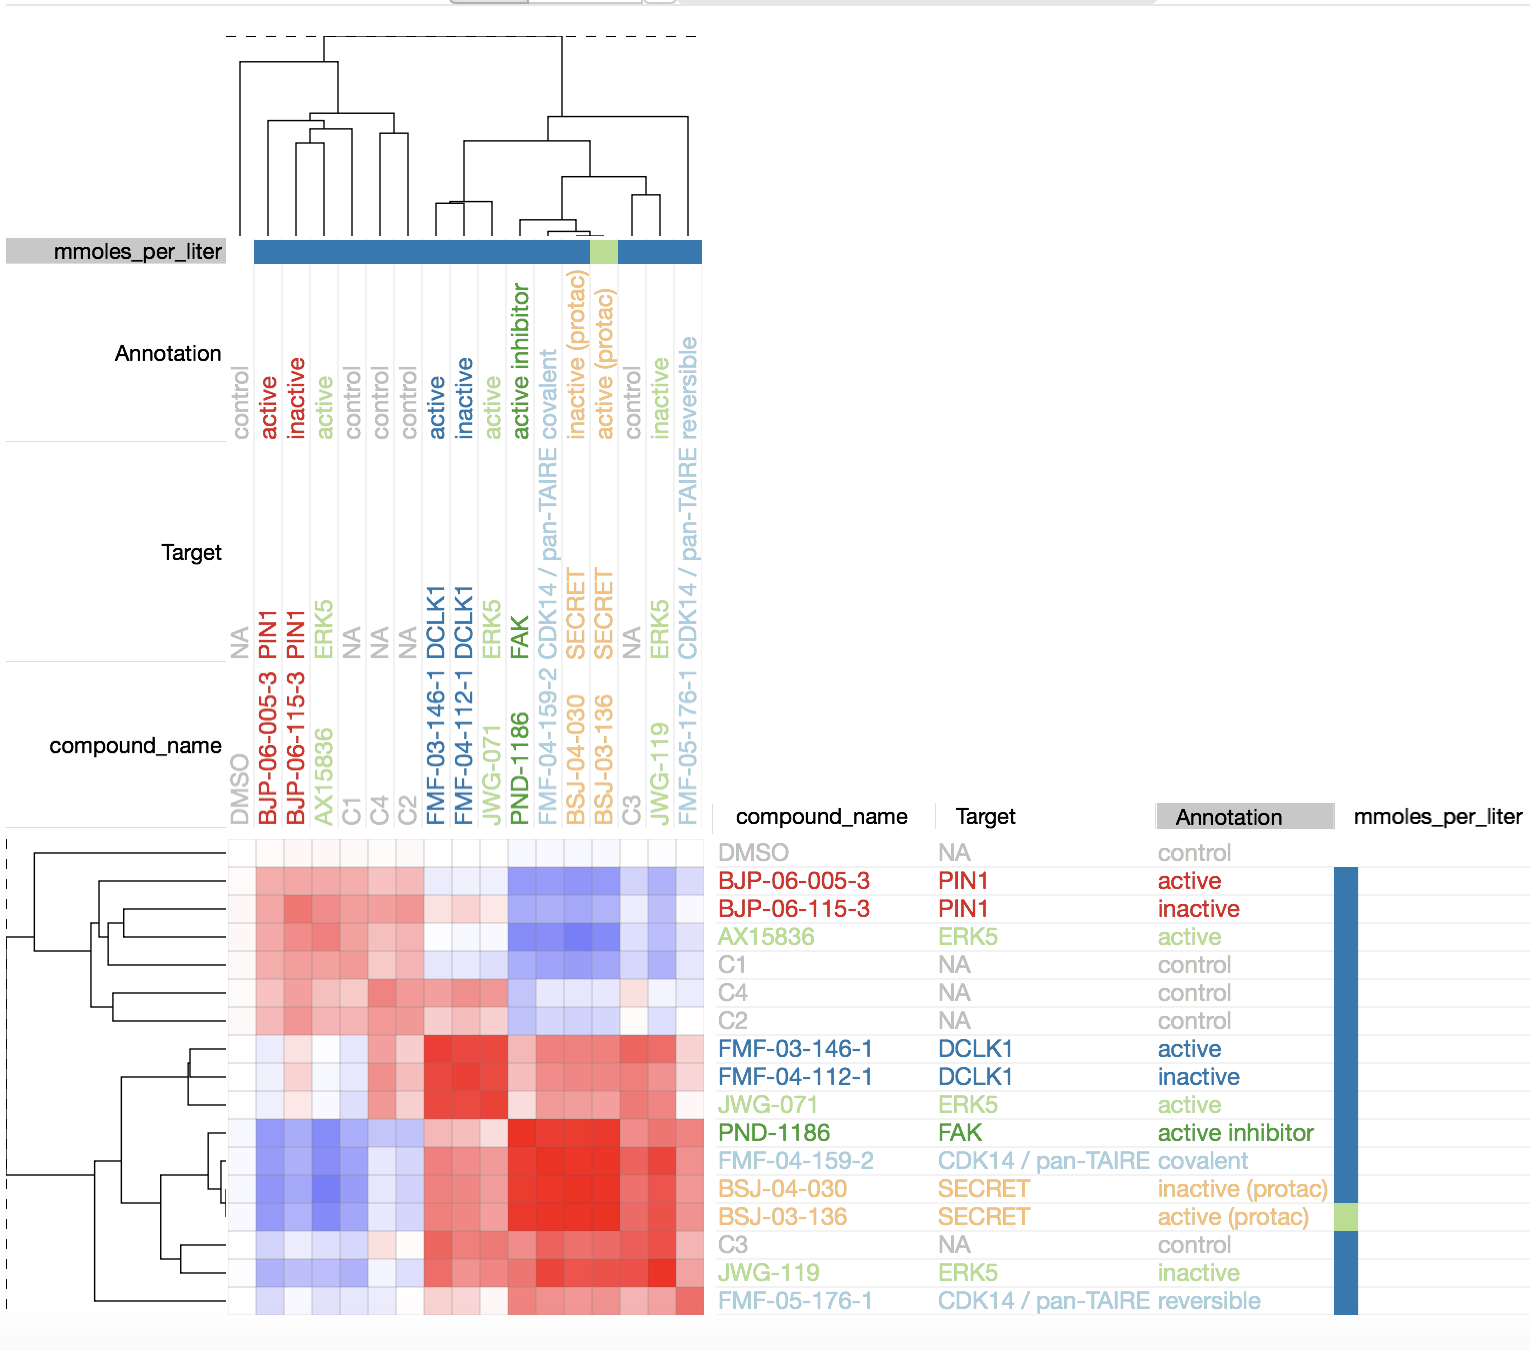 mmoles_per_liter
Annotation
control
active
inactive
active
control
control
control
active
inactive
active
active inhibitor
covalent
inactive (protac)
active (protac)
control
inactive
reversible
Target
NA
PIN1
PIN1
ERK5
NA
NA
NA
DCLK1
DCLK1
ERK5
FAK
CDK14 / pan-TAIRE
SECRET
SECRET
NA
ERK5
CDK14 / pan-TAIRE
compound_name
DMSO
BJP-06-005-3
BJP-06-115-3
AX15836
C1
C4
C2
FMF-03-146-1
FMF-04-112-1
JWG-071
PND-1186
FMF-04-159-2
BSJ-04-030
BSJ-03-136
C3
JWG-119
FMF-05-176-1
compound_name Target Annotation mmoles_per_liter
DMSO NA control
BJP-06-005-3 PIN1 active
BJP-06-115-3 PIN1 inactive
AX15836 ERK5 active
C1 NA control
C4 NA control
C2 NA control
FMF-03-146-1 DCLK1 active
FMF-04-112-1 DCLK1 inactive
JWG-071 ERK5 active
PND-1186 FAK active inhibitor
FMF-04-159-2 CDK14 / pan-TAIRE covalent
BSJ-04-030 SECRET inactive (protac)
BSJ-03-136 SECRET active (protac)
C3 NA control
JWG-119 ERK5 inactive
FMF-05-176-1 CDK14 / pan-TAIRE reversible